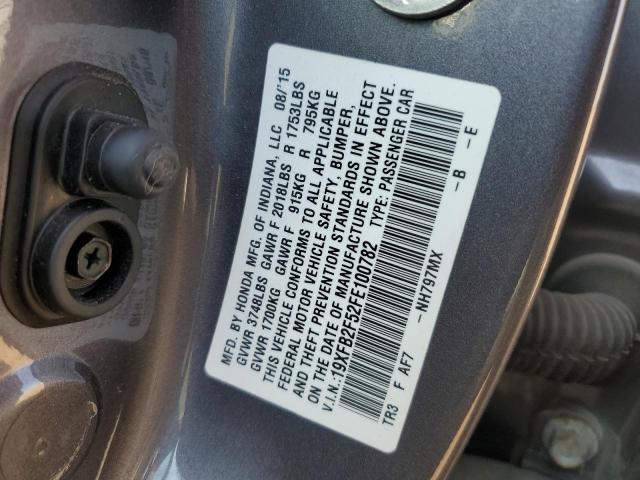 MFD. BY HONDA MFG. OF INDIANA, LLC 08/'15
GVWR 3748LBS GAWR F 2018LBS R 1753LBS
GVWR 1700KG GAWR F 915KG R 795KG
THIS VEHICLE CONFORMS TO ALL APPLICABLE
FEDERAL MOTOR VEHICLE SAFETY, BUMPER,
AND THEFT PREVENTION STANDARDS IN EFFECT
ON THE DATE OF MANUFACTURE SHOWN ABOVE.
V.I.N.:19XFB2F52FE100782 TYPE: PASSENGER CAR
TR3 F AF7 -NH797MX -B -E